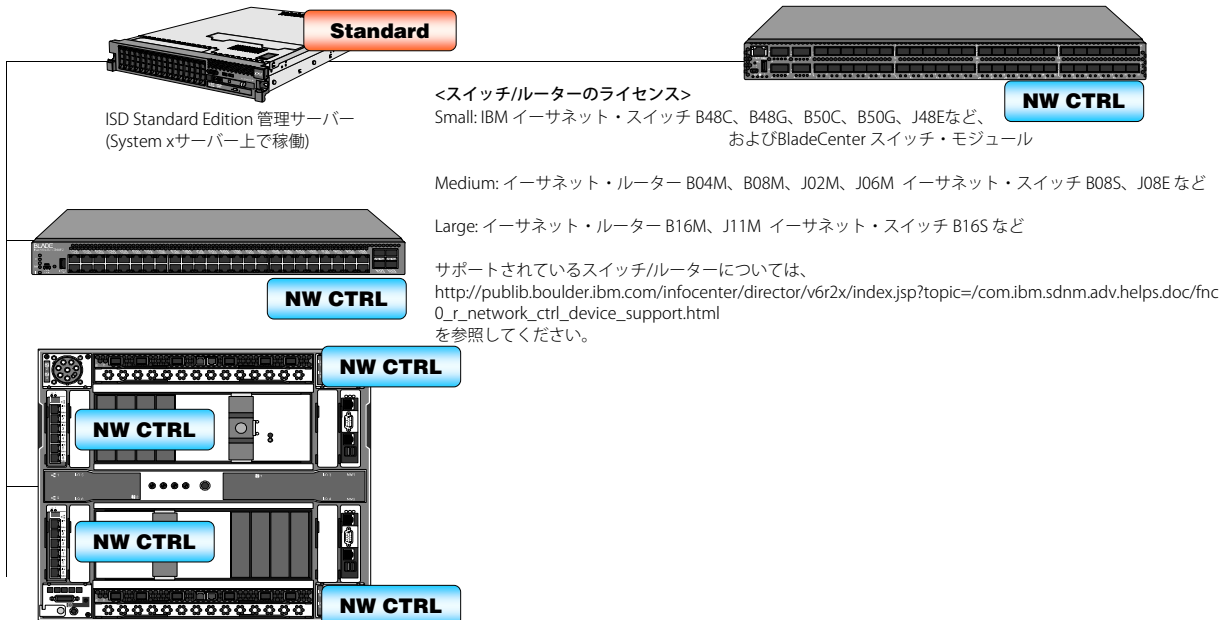 Standard
ISD Standard Edition 管理サーバー
(System xサーバー上で稼働)
NW CTRL
<スイッチ/ルーターのライセンス>
Small: IBM イーサネット・スイッチ B48C、B48G、B50C、B50G、J48Eなど、
およびBladeCenter スイッチ・モジュール
Medium: イーサネット・ルーター B04M、B08M、J02M、J06M イーサネット・スイッチ B08S、J08E など
Large: イーサネット・ルーター B16M、J11M イーサネット・スイッチ B16S など
サポートされているスイッチ/ルーターについては、
http://publib.boulder.ibm.com/infocenter/director/v6r2x/index.jsp?topic=/com.ibm.sdnm.adv.helps.doc/fnc
0_r_network_ctrl_device_support.html
を参照してください。
BLADE
NW CTRL
NW CTRL
NW CTRL
NW CTRL
NW CTRL